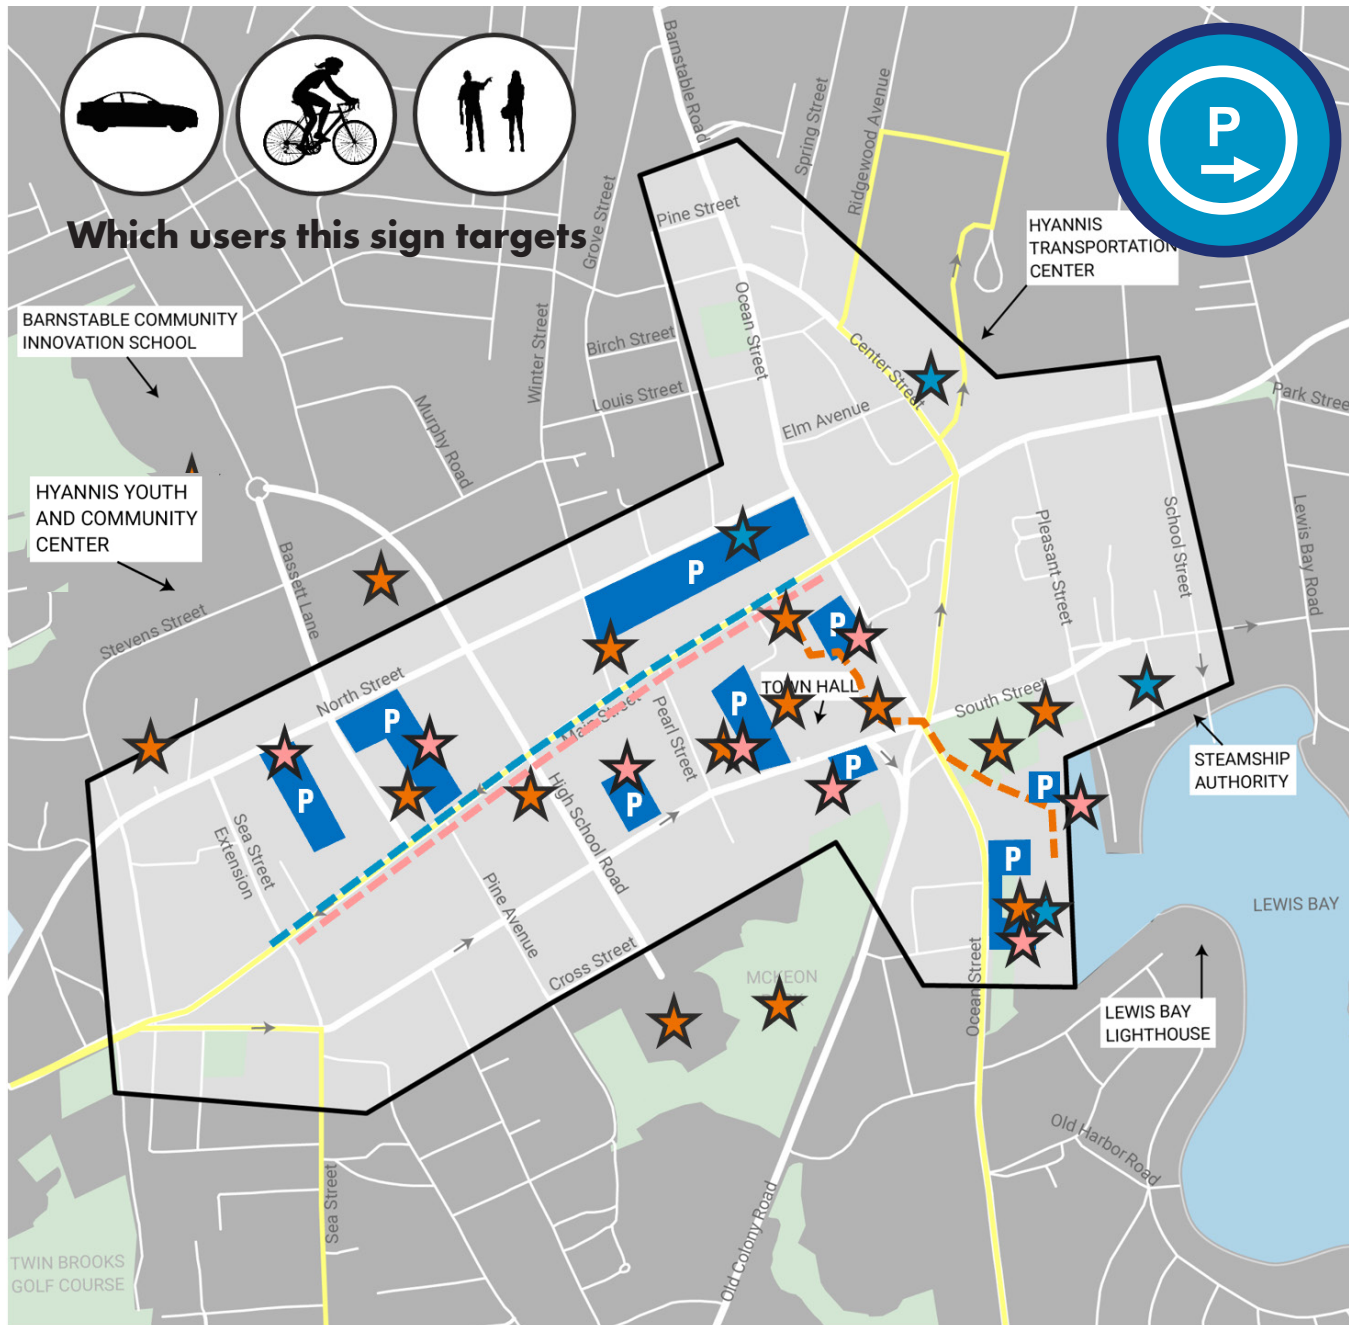 P
Which users this sign targets
Barnstable Road
Spring Street
Ridgewood Avenue
Grove Street
Pine Street
HYANNIS
TRANSPORTATION
CENTER
BARNSTABLE COMMUNITY
INNOVATION SCHOOL
Winter Street
Birch Street
Ocean Street
Center Street
Louis Street
Elm Avenue
Park Stree
Murphy Road
HYANNIS YOUTH
AND COMMUNITY
CENTER
Bassett Lane
Stevens Street
P
Pleasant Street
School Street
Lewis Bay Road
P
North Street
TOWN HALL
South Street
P
P
Main Street
Pearl Street
STEAMSHIP
AUTHORITY
P
P
P
P
High School Road
Sea Street
Extension
P
Pine Avenue
Cross Street
LEWIS BAY
Ocean Street
MCKEON
LEWIS BAY
LIGHTHOUSE
Old Harbor Road
Sea Street
Old Colony Road
TWIN BROOKS
GOLF COURSE